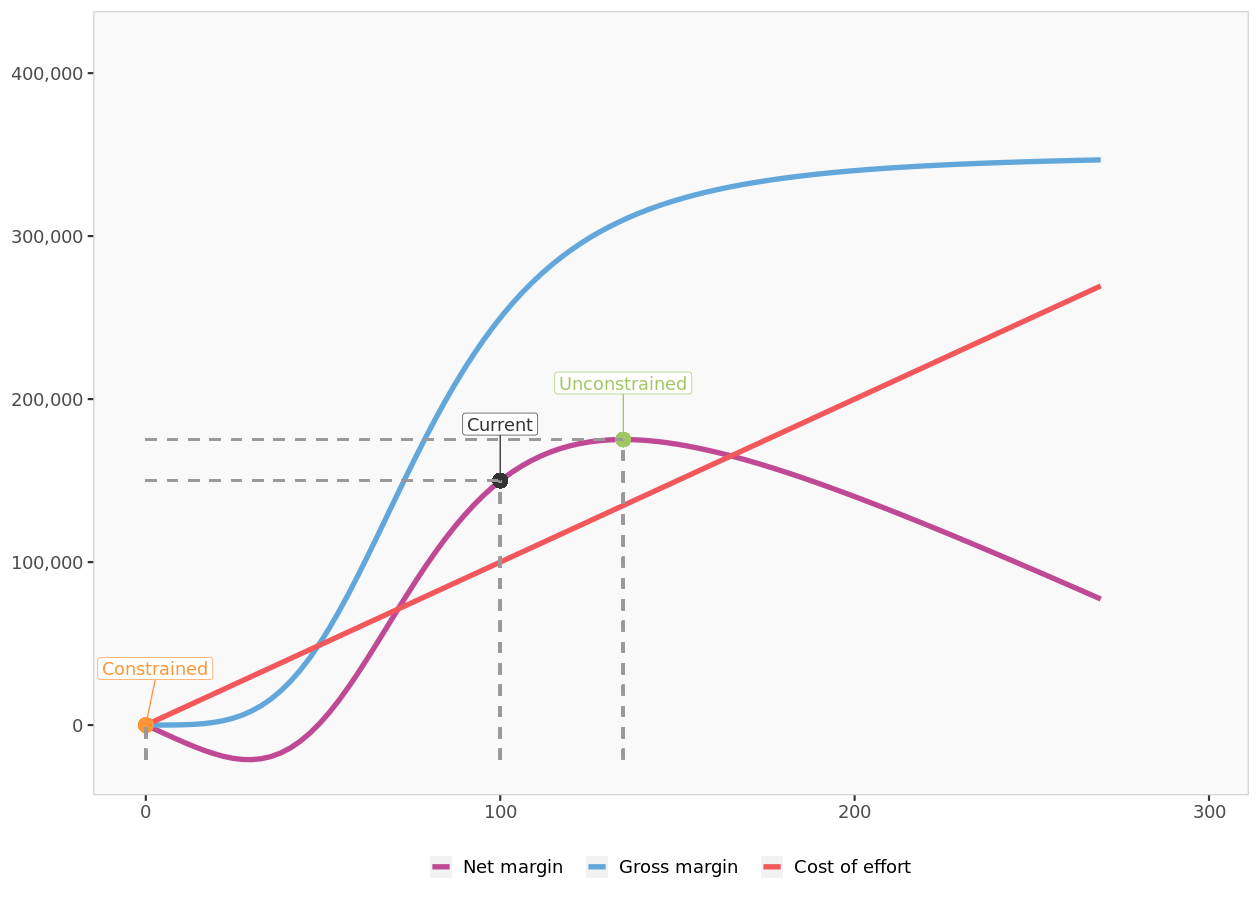 400,000
300,000
200,000
100,000
0
Unconstrained
Current
Constrained
0 100 200 300
Net margin Gross margin Cost of effort